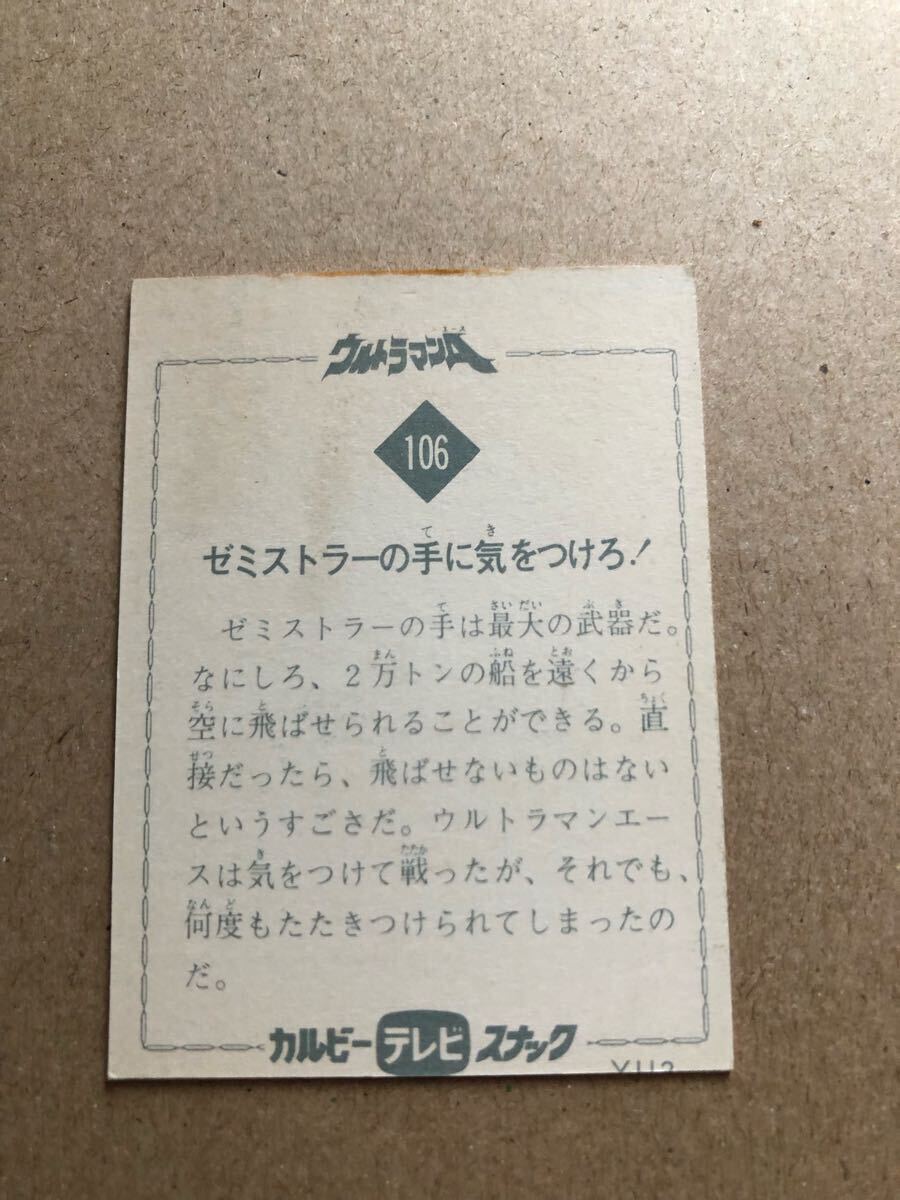 ウルトラマンA
エース
106
ゼミストラーの手に気をつけろ!
ゼミストラーの手は最大の武器だ。
なにしろ、2万トンの船を遠くから
空に飛ばせられることができる。直
接だったら、飛ばせないものはない
というすごさだ。ウルトラマンエー
スは気をつけて戦ったが、それでも、
何度もたたきつけられてしまったの
だ。
カルビー テレビ スナック